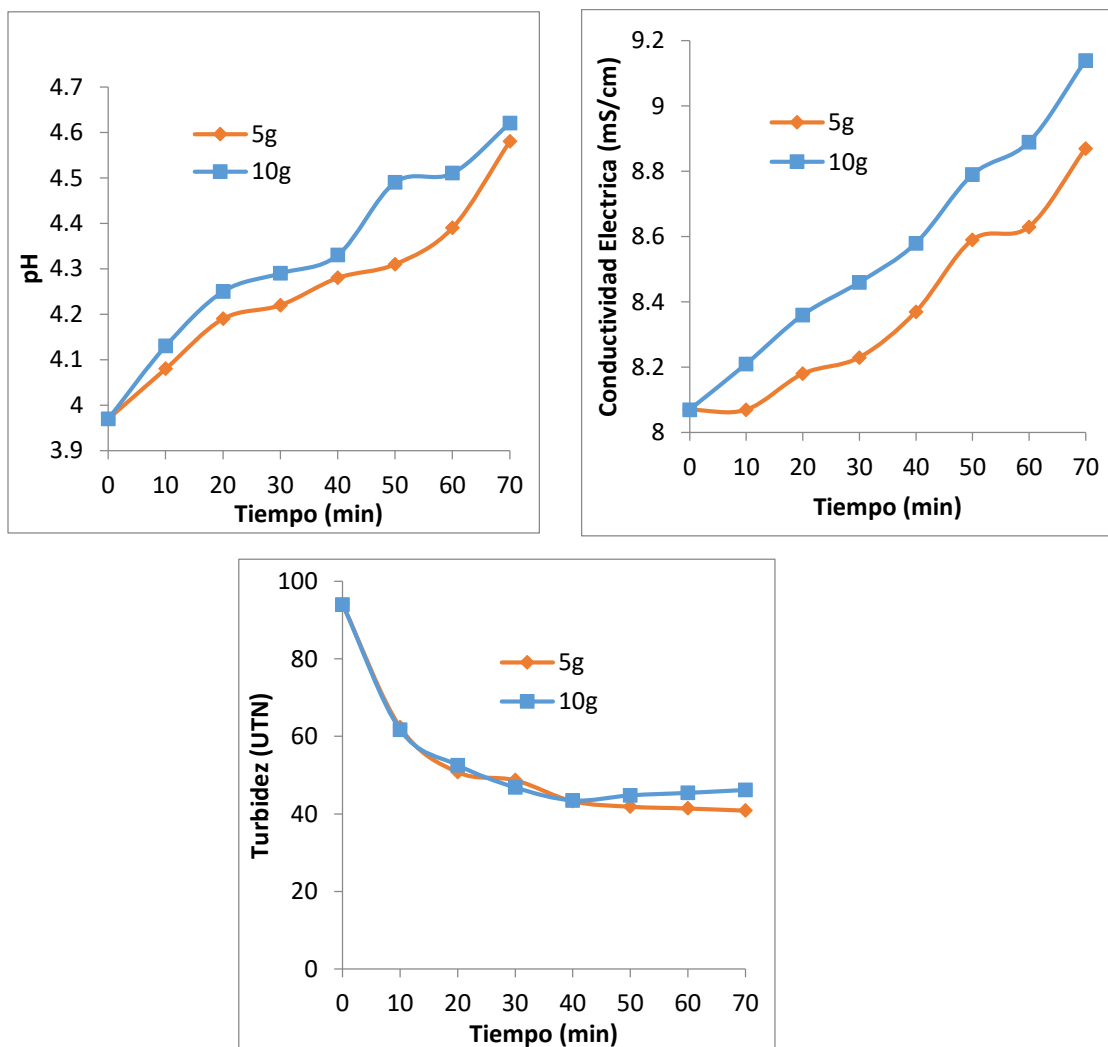 pH
4.7
4.6
4.5
4.4
4.3
4.2
4.1
4
3.9
5g
10g
0 10 20 30 40 50 60 70
Tiempo (min)
Conductividad Electrica (mS/cm)
9.2
9
8.8
8.6
8.4
8.2
8
5g
10g
0 10 20 30 40 50 60 70
Tiempo (min)
Turbidez (UTN)
100
80
60
40
20
0
5g
10g
0 10 20 30 40 50 60 70
Tiempo (min)